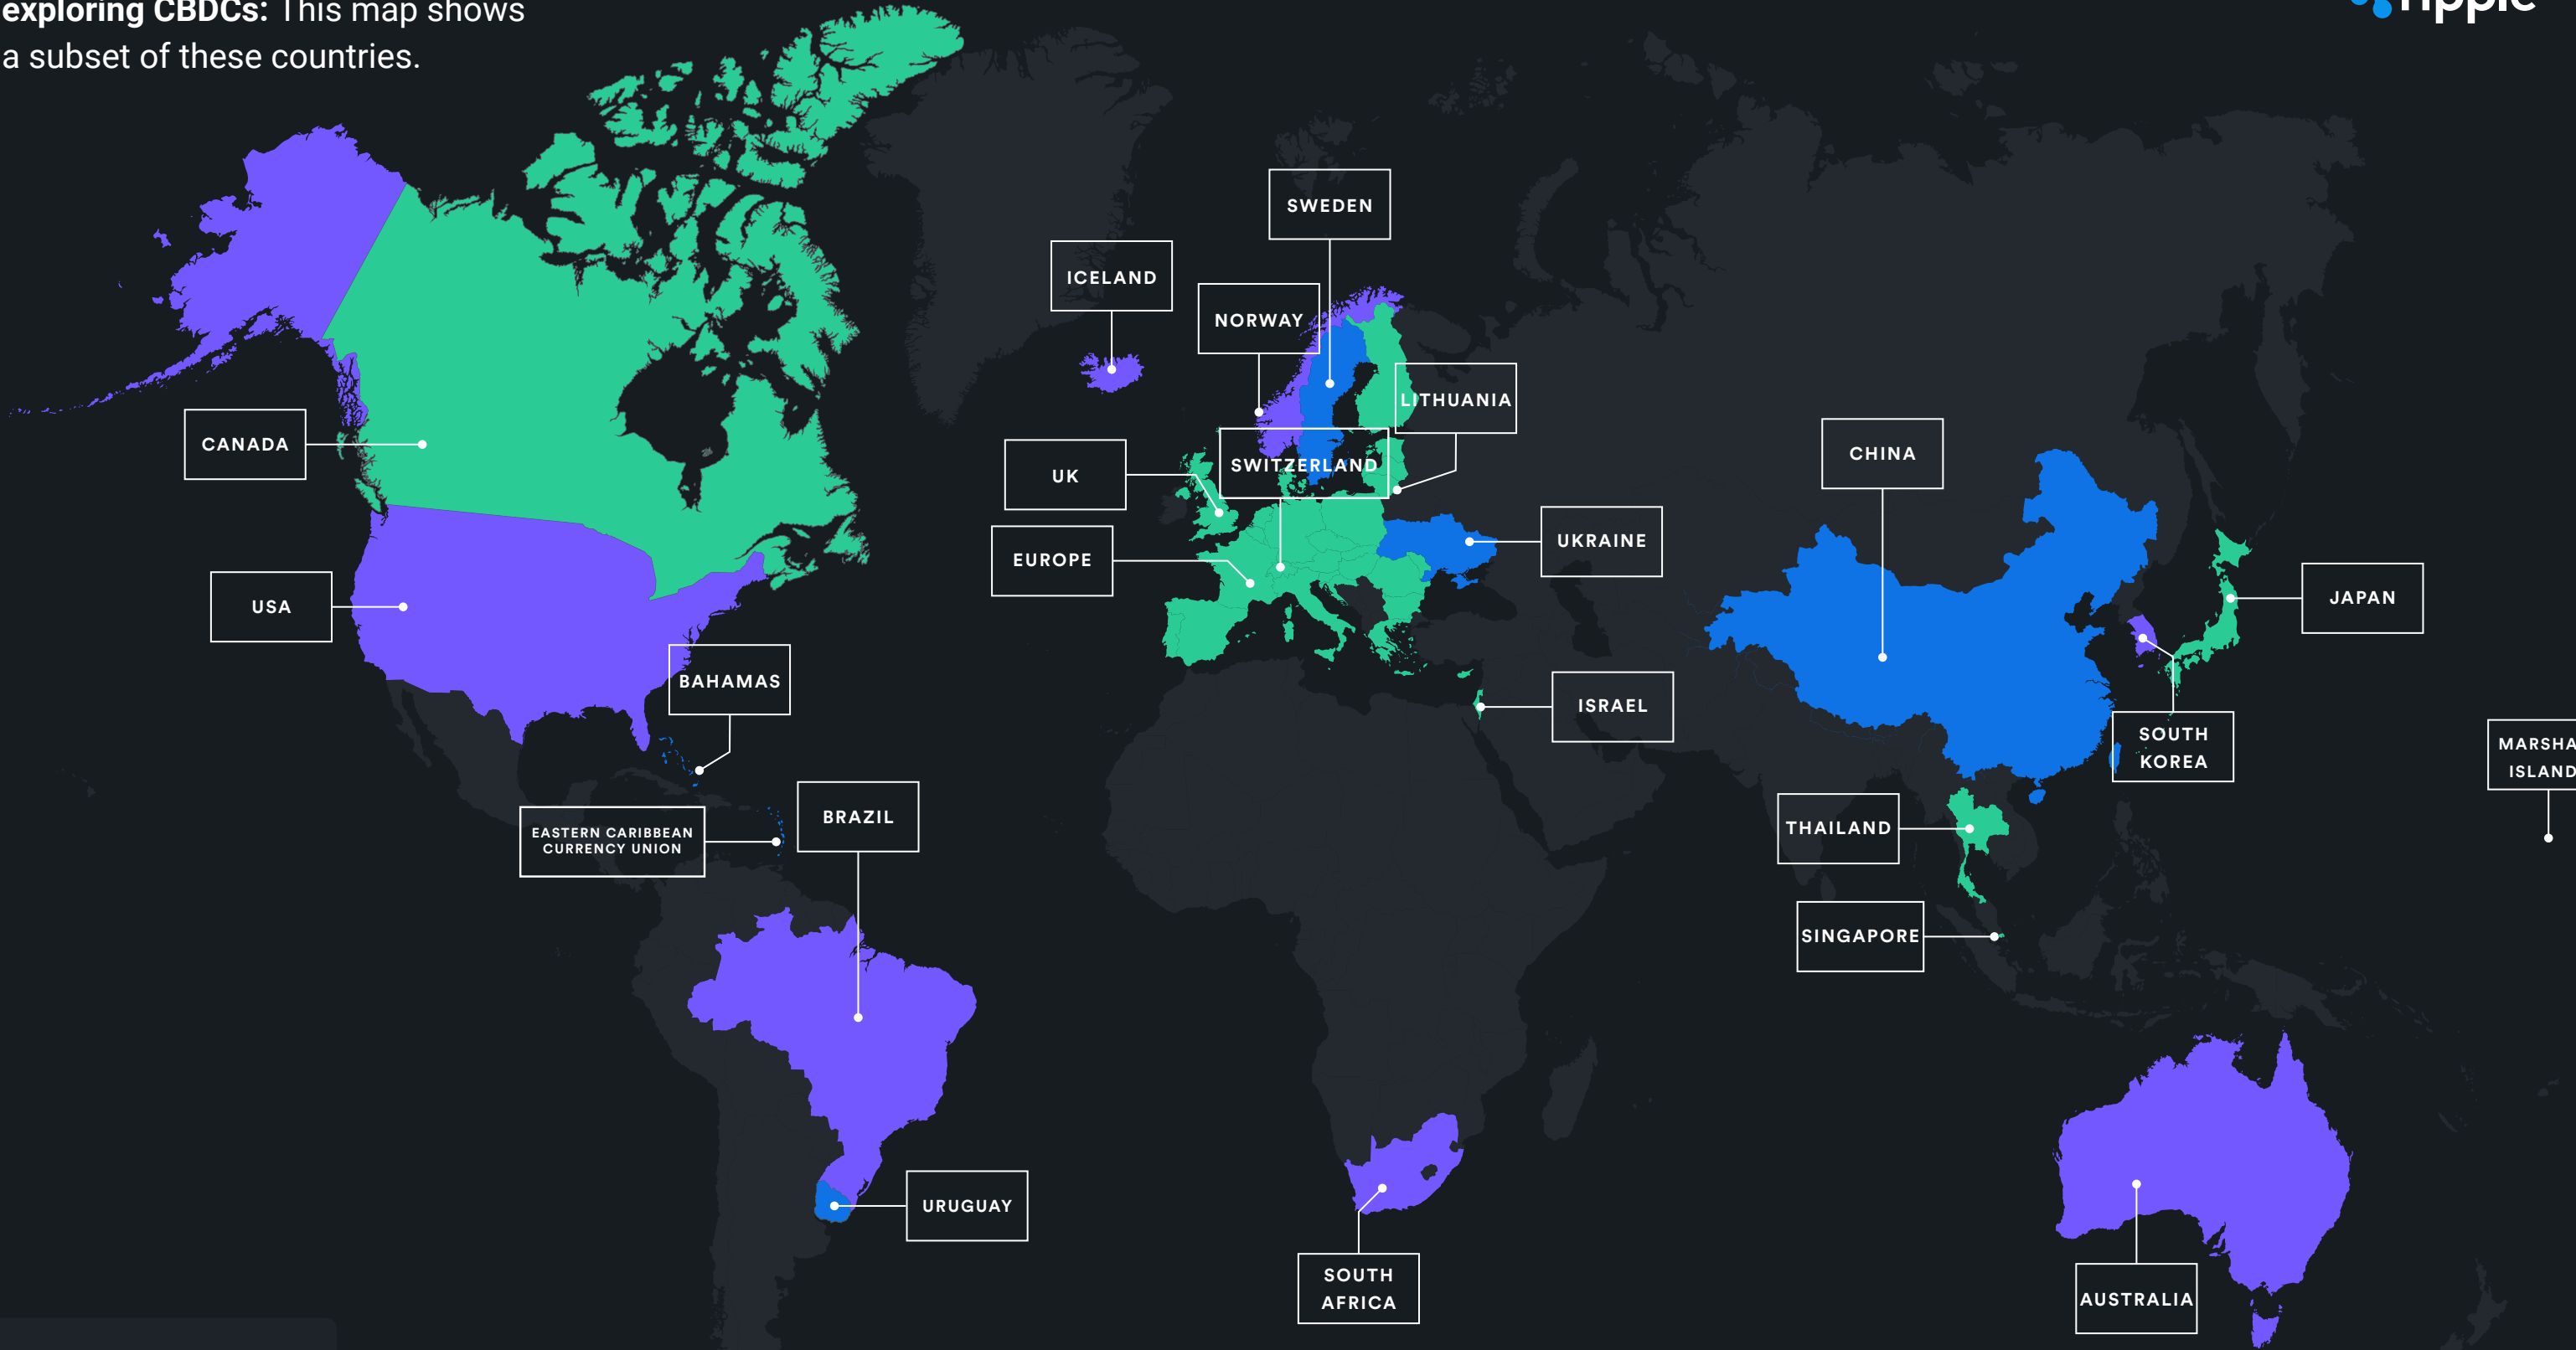 exploring CBDCs: This map shows
a subset of these countries.
ripple
SWEDEN
ICELAND
NORWAY
LITHUANIA
CANADA
SWITZERLAND
UK
CHINA
UKRAINE
EUROPE
JAPAN
USA
BAHAMAS
ISRAEL
SOUTH
KOREA
MARSHA
ISLAND
BRAZIL
EASTERN CARIBBEAN
CURRENCY UNION
THAILAND
SINGAPORE
URUGUAY
SOUTH
AFRICA
AUSTRALIA